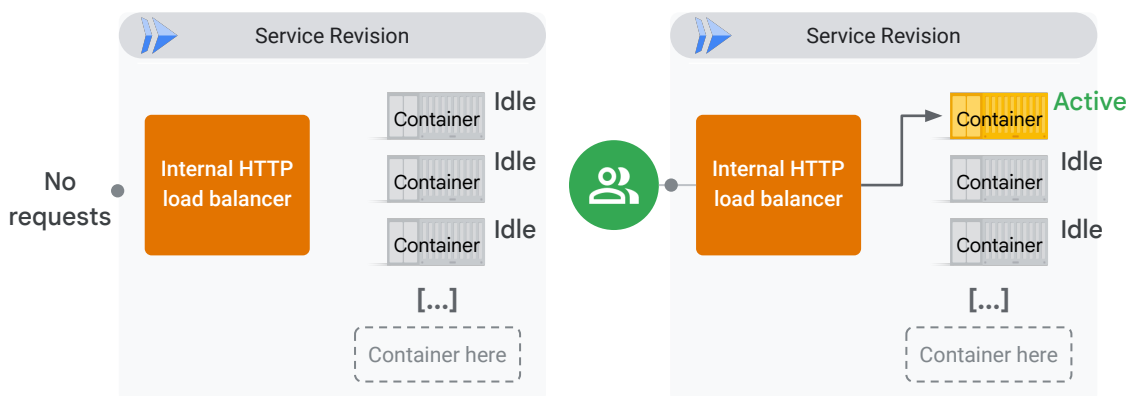 Service Revision
No
requests
Internal HTTP
load balancer
Container
Idle
Container
Idle
Container
Idle
[...]
Container here
Service Revision
Internal HTTP
load balancer
Container
Active
Container
Idle
Container
Idle
[...]
Container here